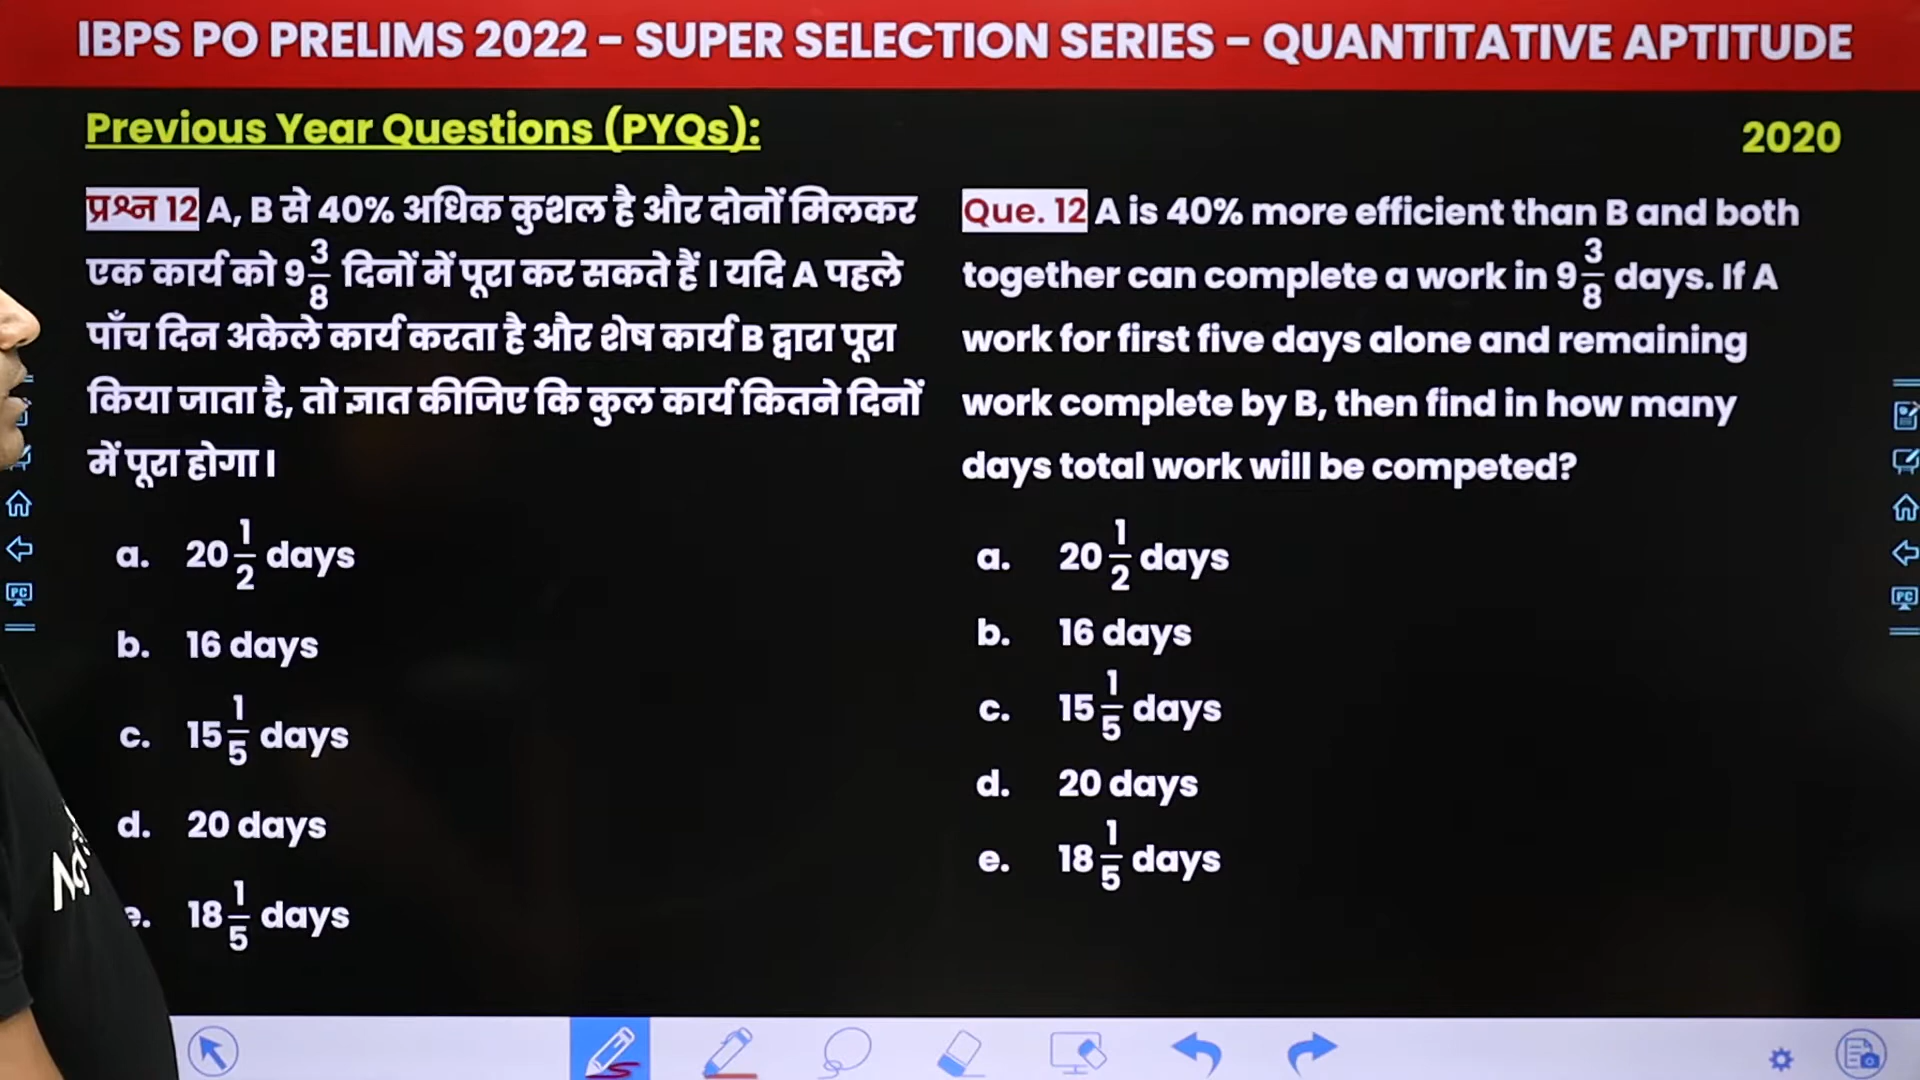 IBPS PO PRELIMS 2022 – SUPER SELECTION SERIES – QUANTITATIVE APTITUDE
Previous Year Questions (PYQs):
2020
प्रश्न 12 A, B से 40% अधिक कुशल है और दोनों मिलकर
एक कार्य को 9 3/8 दिनों में पूरा कर सकते हैं । यदि A पहले
पाँच दिन अकेले कार्य करता है और शेष कार्य B द्वारा पूरा
किया जाता है, तो ज्ञात कीजिए कि कुल कार्य कितने दिनों
में पूरा होगा ।
a. 20 1/2 days
b. 16 days
c. 15 1/5 days
d. 20 days
e. 18 1/5 days
Que. 12 A is 40% more efficient than B and both
together can complete a work in 9 3/8 days. If A
work for first five days alone and remaining
work complete by B, then find in how many
days total work will be competed?
a. 20 1/2 days
b. 16 days
c. 15 1/5 days
d. 20 days
e. 18 1/5 days
PC
PC